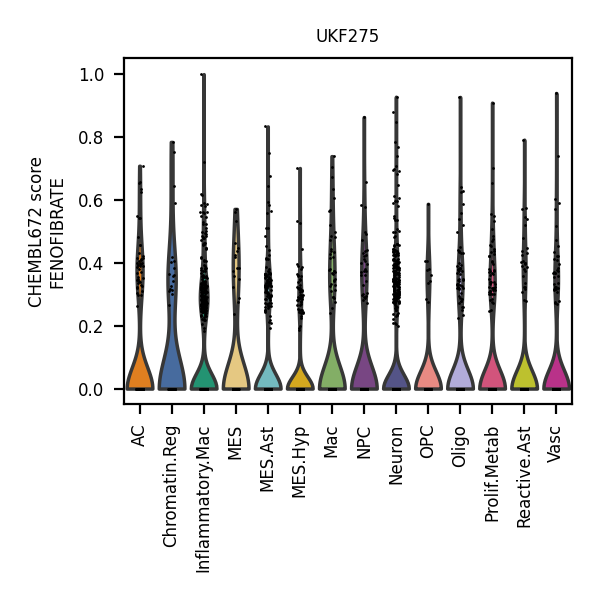 UKF275
CHEMBL672 score
FENOFIBRATE
1.0
0.8
0.6
0.4
0.2
0.0
AC
Chromatin.Reg
Inflammatory.Mac
MES
MES.Ast
MES.Hyp
Mac
NPC
Neuron
OPC
Oligo
Prolif.Metab
Reactive.Ast
Vasc